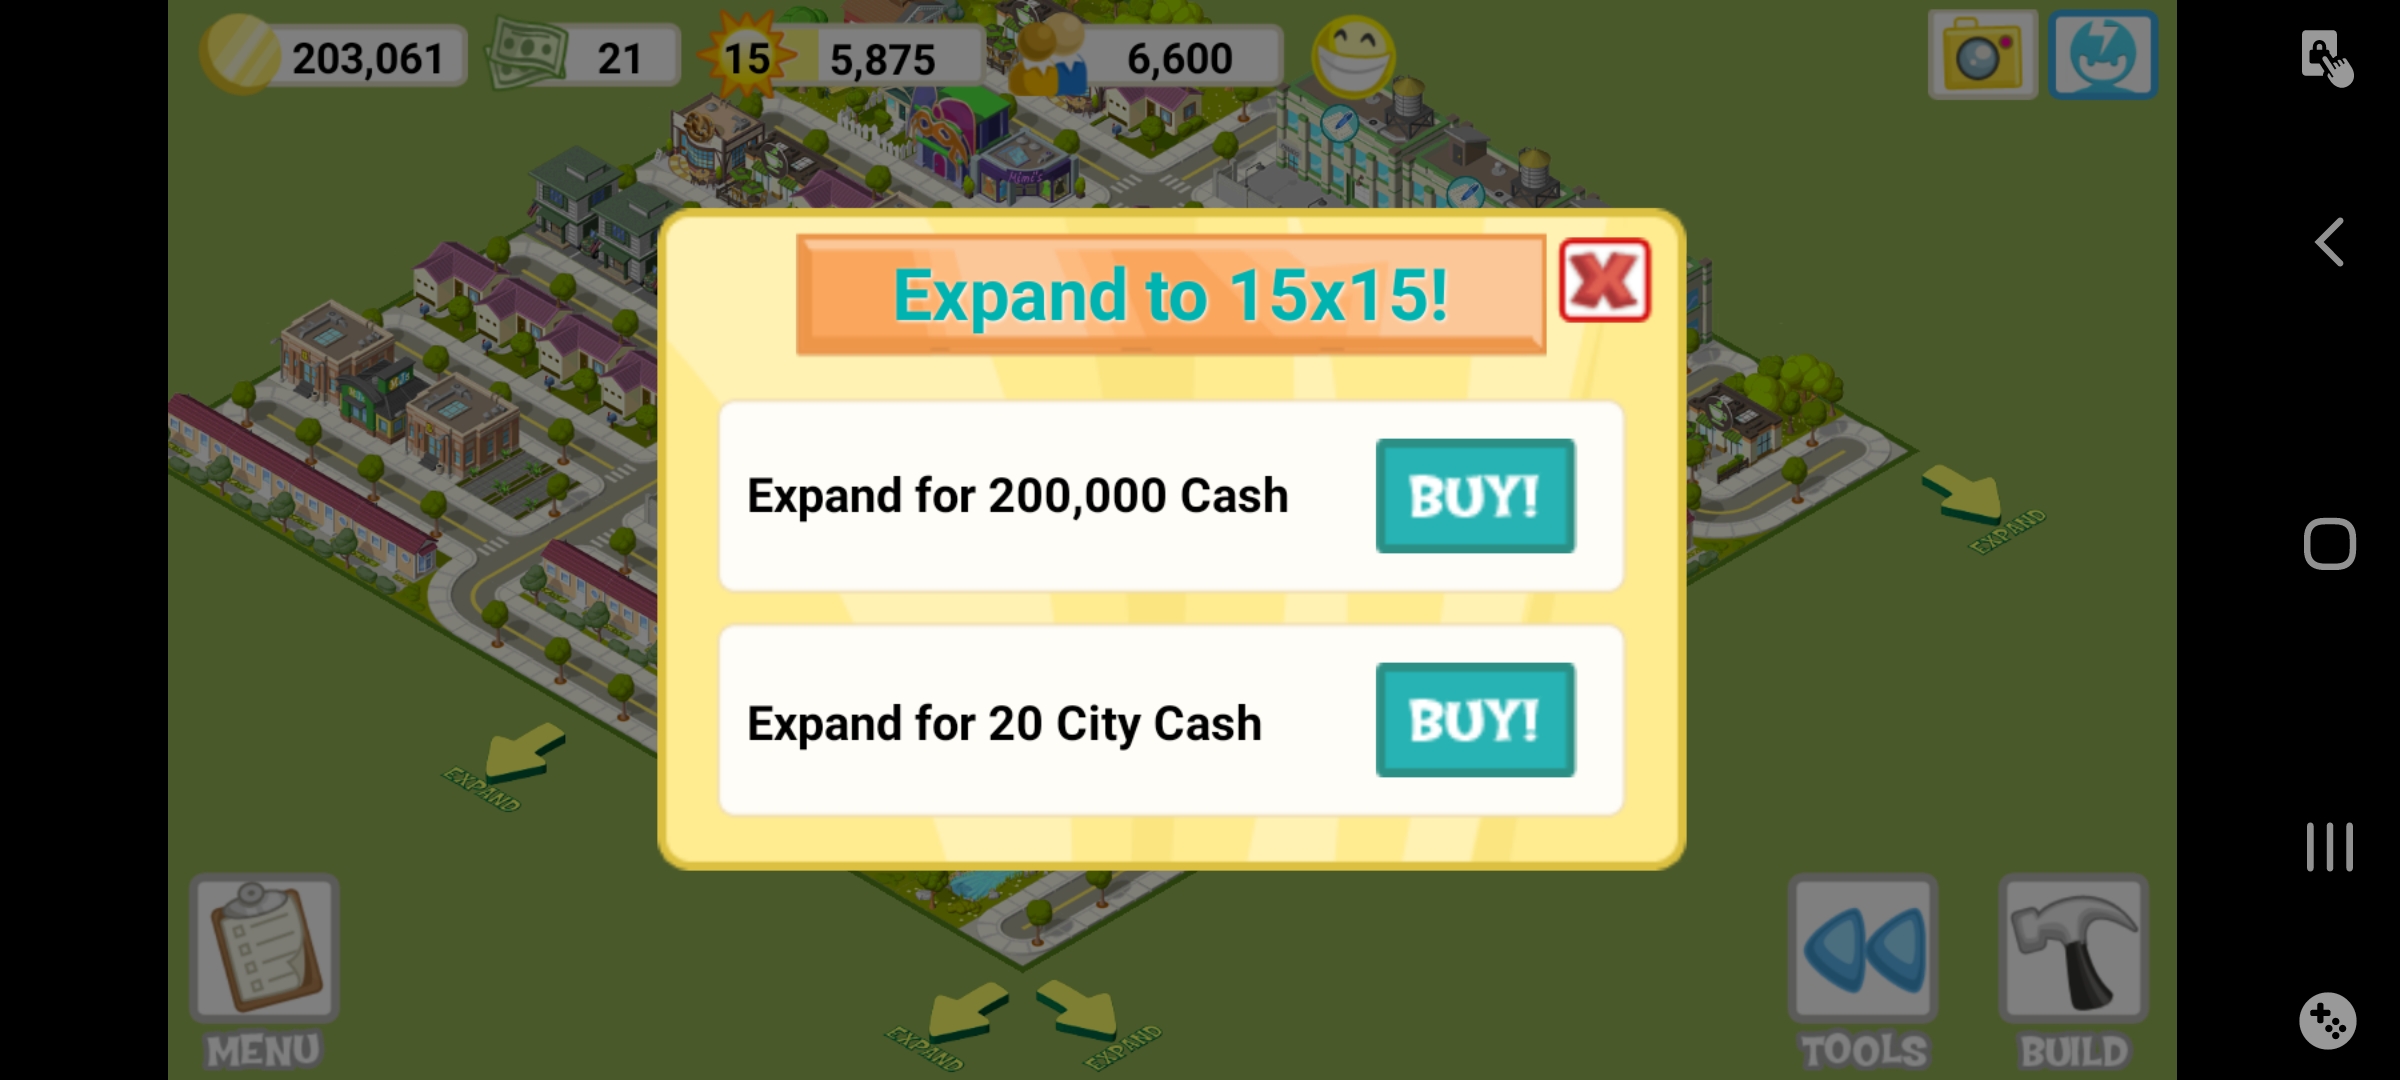 203,061
21
15
5,875
6,600
Mimi's
Expand to 15x15!
X
Expand for 200,000 Cash
BUY!
Expand for 20 City Cash
BUY!
EXPAND
EXPAND
EXPAND
EXPAND
MENU
TOOLS
BUILD